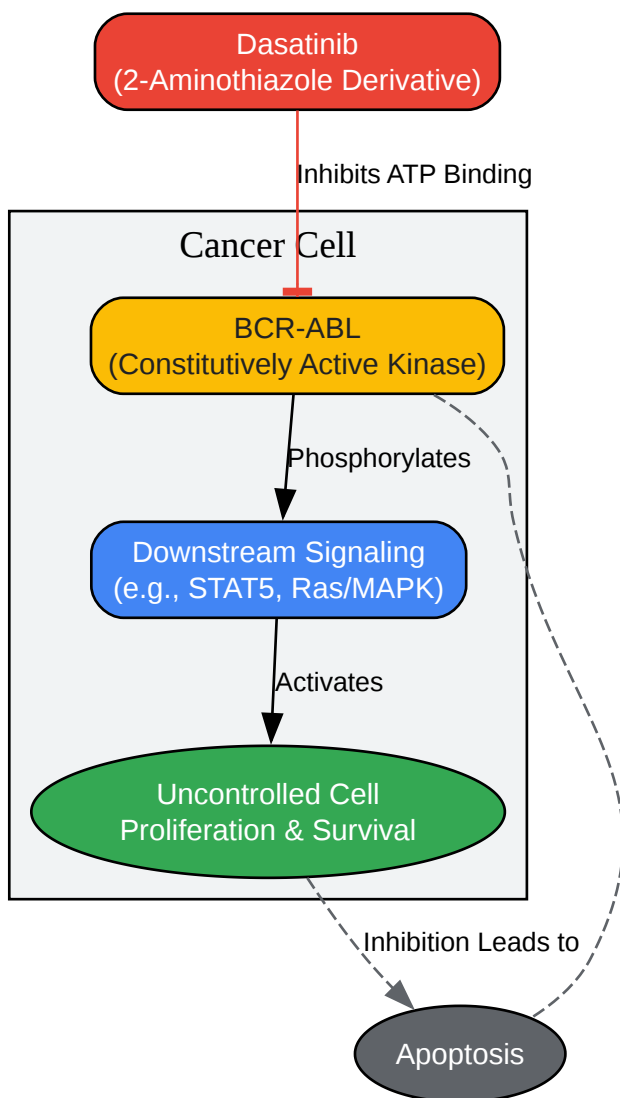 Dasatinib
(2-Aminothiazole Derivative)
Inhibits ATP Binding
Cancer Cell
BCR-ABL
(Constitutively Active Kinase)
Phosphorylates
Downstream Signaling
(e.g., STAT5, Ras/MAPK)
Activates
Uncontrolled Cell
Proliferation & Survival
Inhibition Leads to
Apoptosis